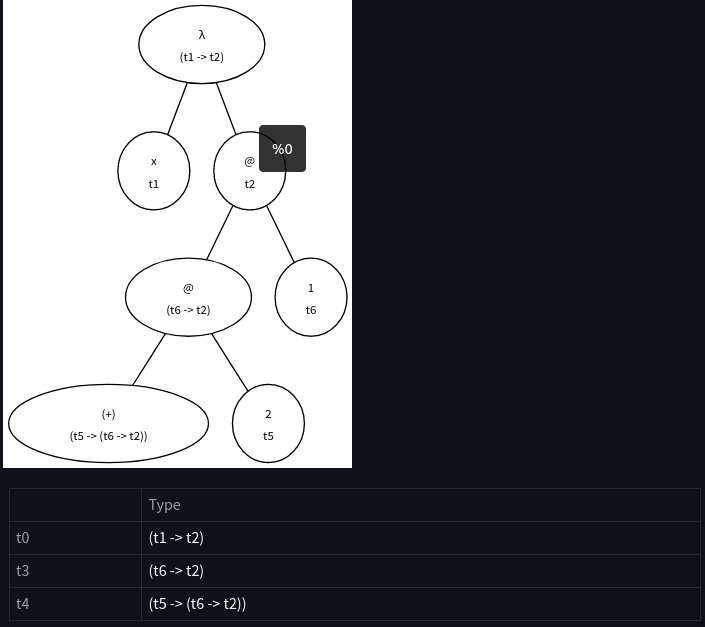 λ
(t1 -> t2)
x
t1
@
t2
%0
@
(t6 -> t2)
1
t6
(+)
(t5 -> (t6 -> t2))
2
t5
Type
t0 (t1 -> t2)
t3 (t6 -> t2)
t4 (t5 -> (t6 -> t2))